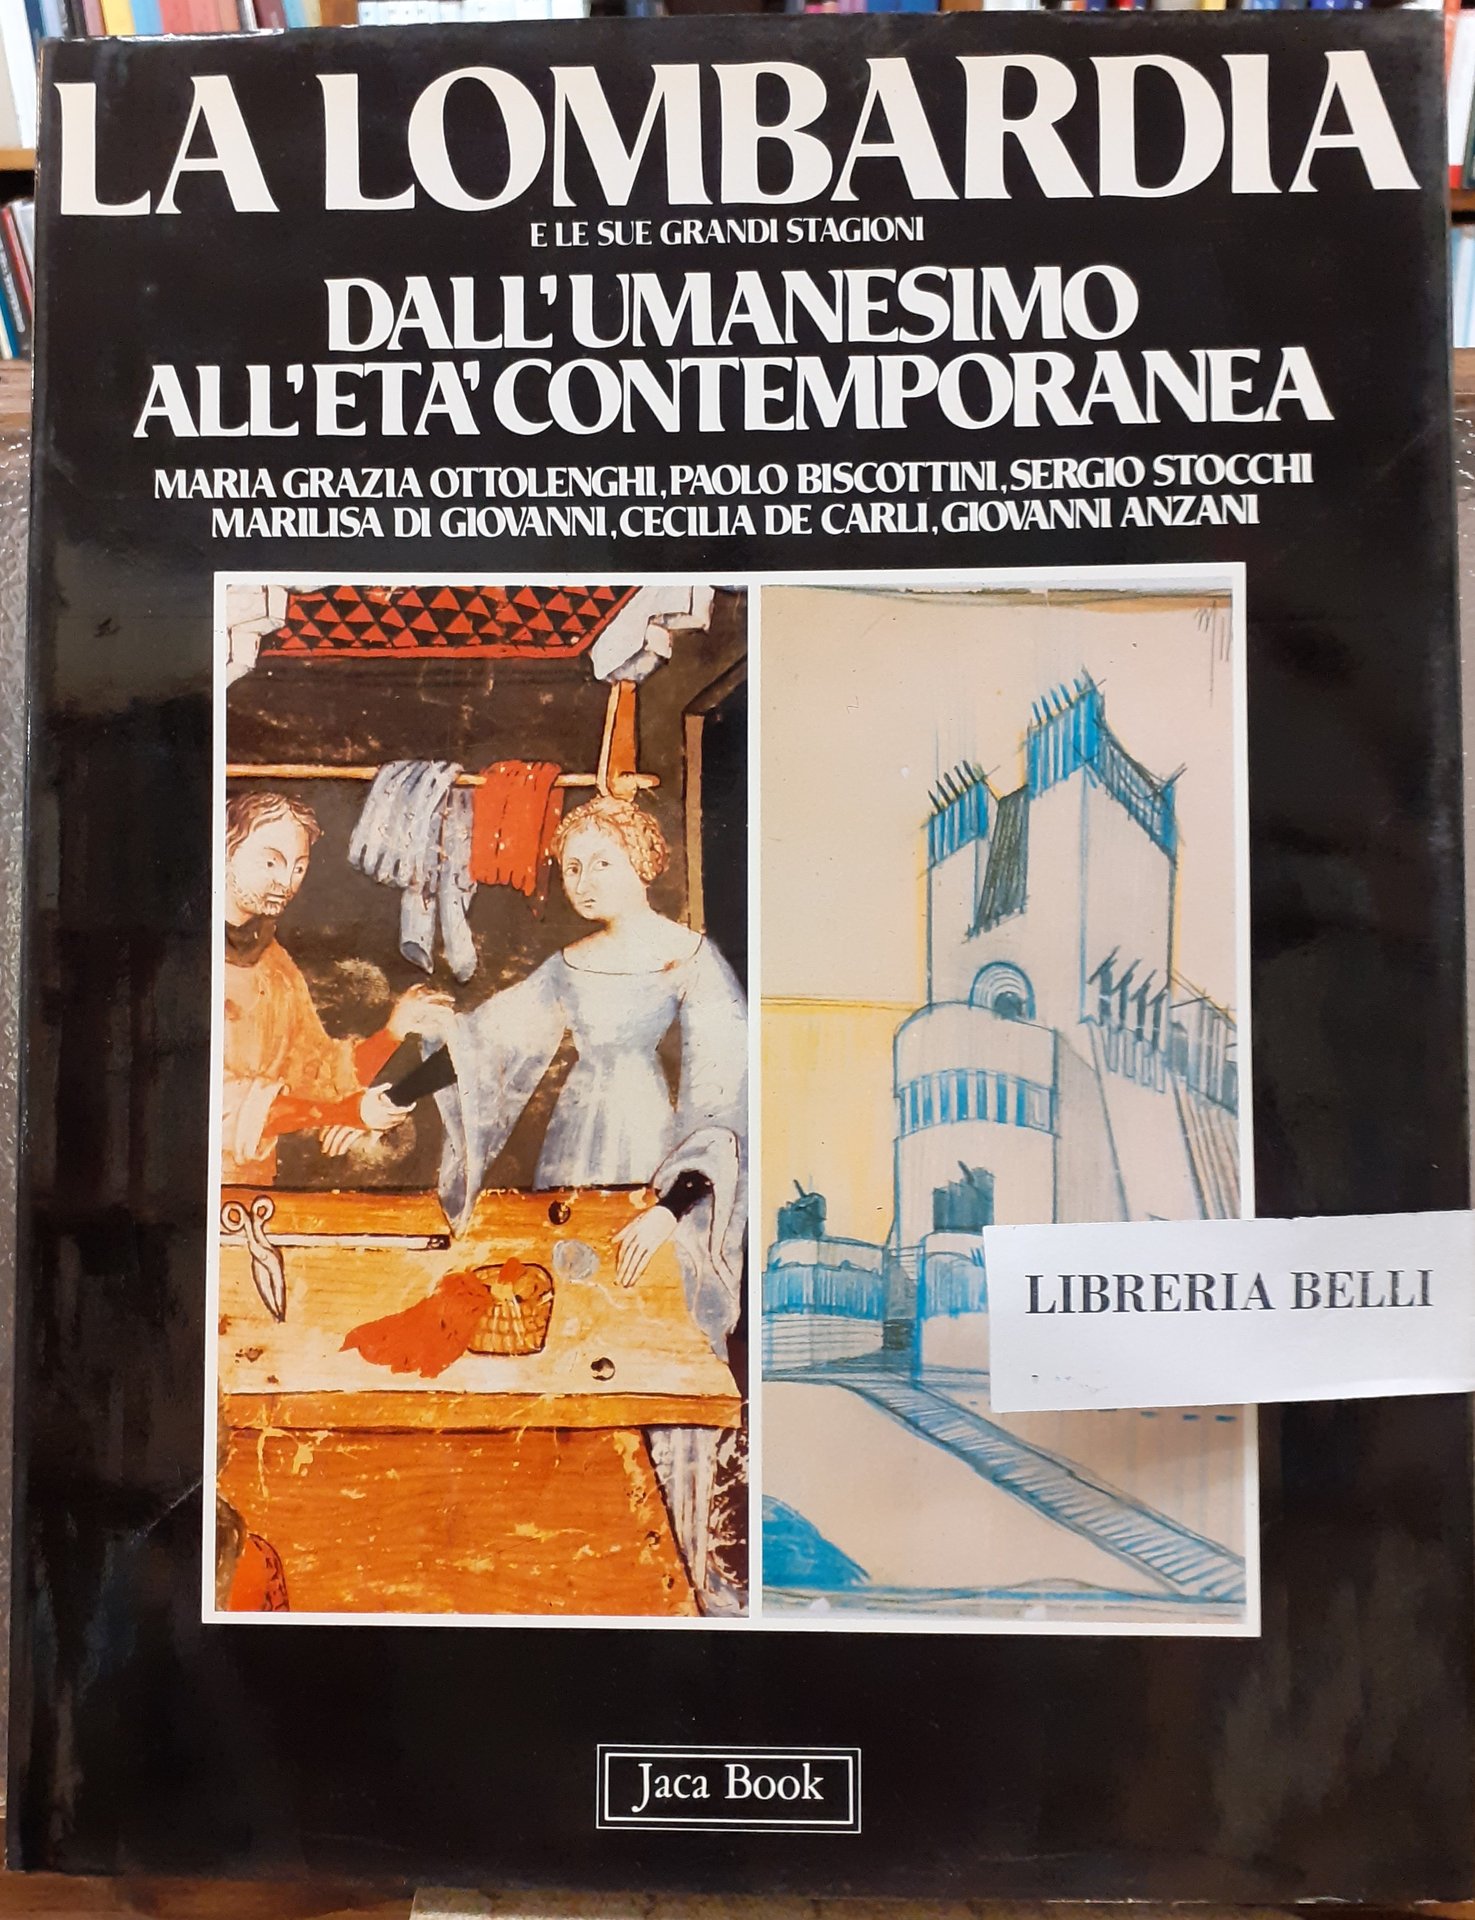 LA LOMBARDIA
E LE SUE GRANDI STAGIONI
DALL'UMANESIMO
ALL'ETA' CONTEMPORANEA
MARIA GRAZIA OTTOLENGHI, PAOLO BISCOTTINI, SERGIO STOCCHI
MARILISA DI GIOVANNI, CECILIA DE CARLI, GIOVANNI ANZANI
LIBRERIA BELLI
Jaca Book